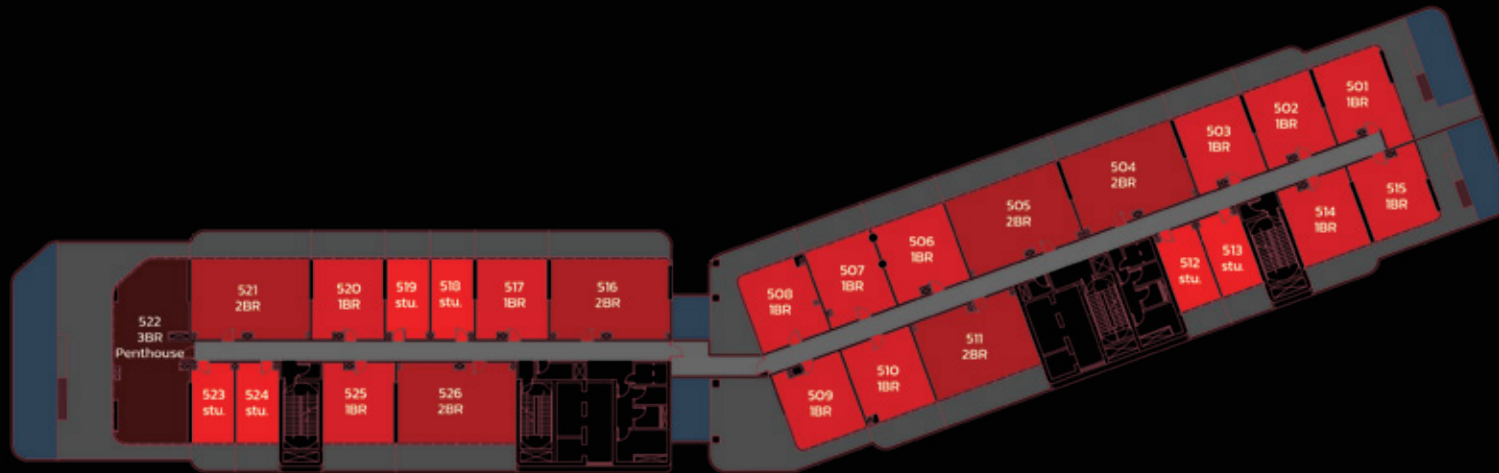 501
1BR
502
1BR
503
1BR
504
2BR
505
2BR
506
1BR
507
1BR
508
1BR
515
1BR
514
1BR
513
stu.
512
stu.
511
2BR
510
1BR
509
1BR
516
2BR
517
1BR
518
stu.
519
stu.
520
1BR
521
2BR
522
3BR
Penthouse
523
stu.
524
stu.
525
1BR
526
2BR